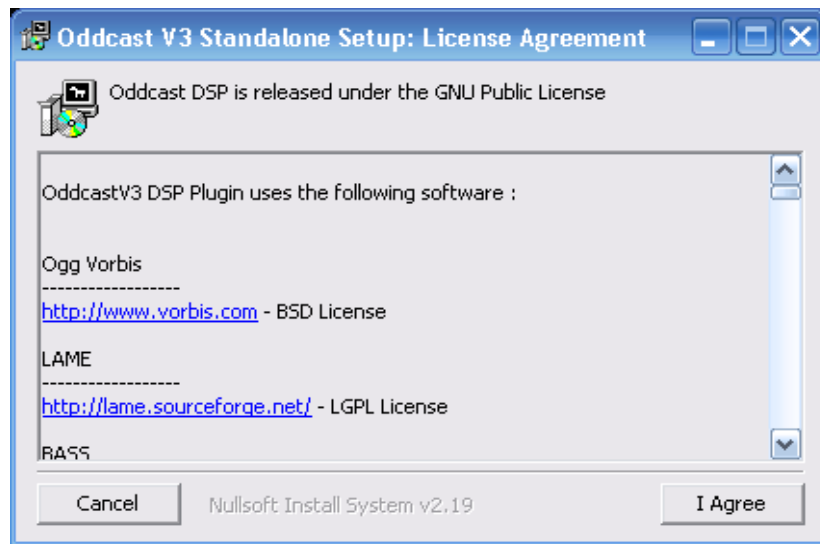 Oddcast V3 Standalone Setup: License Agreement
Oddcast DSP is released under the GNU Public License
OddcastV3 DSP Plugin uses the following software :
Ogg Vorbis
------------------
http://www.vorbis.com - BSD License
LAME
------------------
http://lame.sourceforge.net/ - LGPL License
BASS
Cancel
Nullsoft Install System v2.19
I Agree